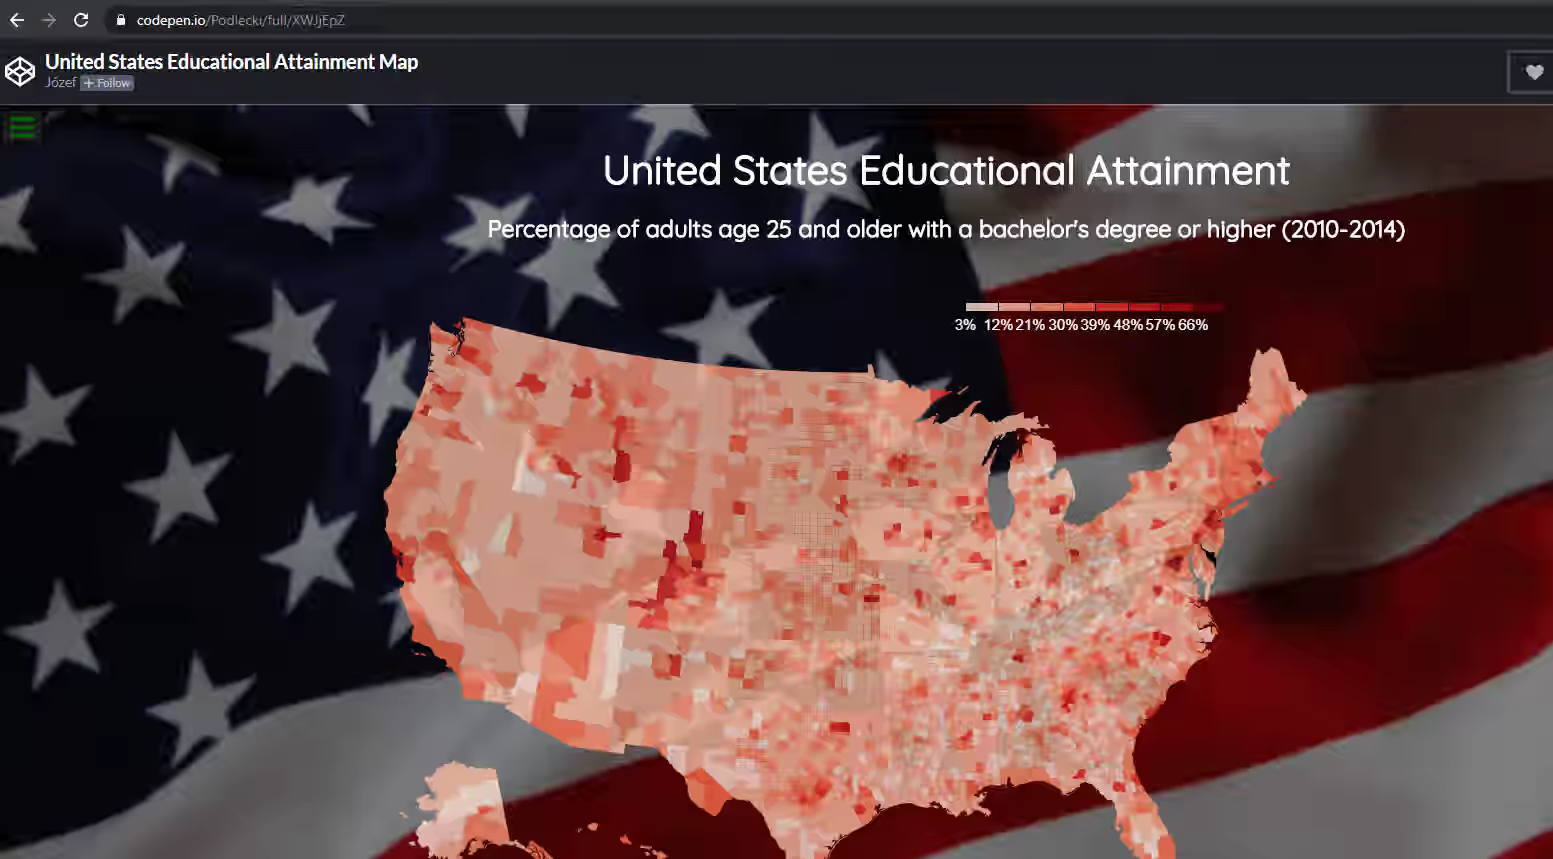 codepen.io/Podlecki/full/XWJjEpZ
United States Educational Attainment Map
Józef + Follow
United States Educational Attainment
Percentage of adults age 25 and older with a bachelor's degree or higher (2010-2014)
3% 12% 21% 30% 39% 48% 57% 66%